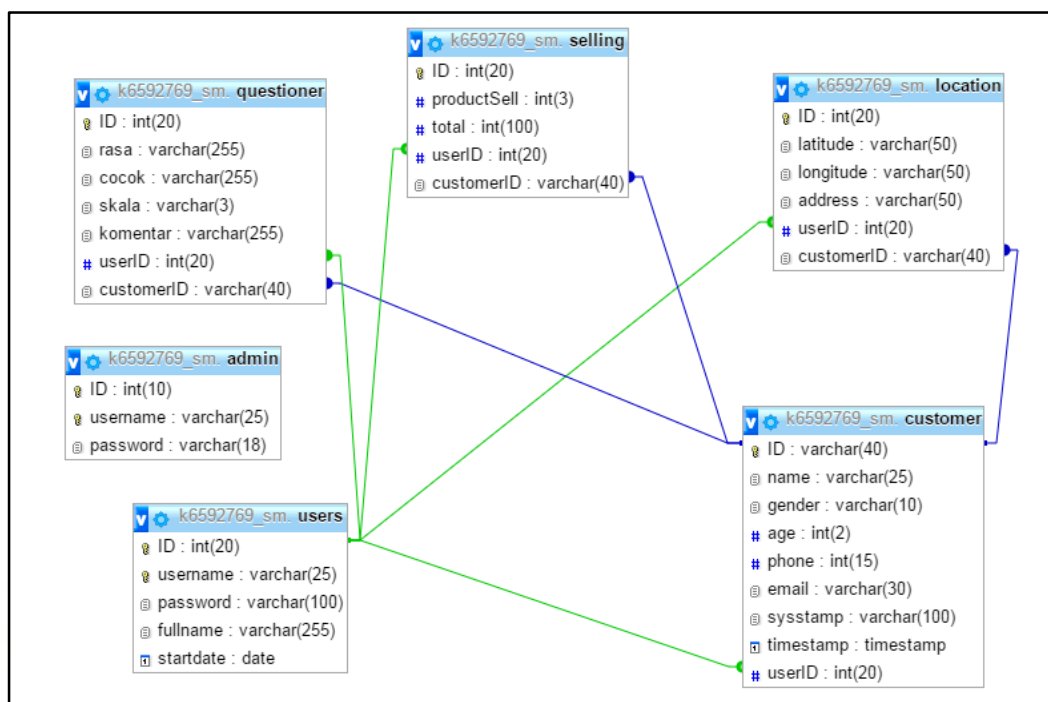 k6592769_sm. questioner
ID : int(20)
rasa : varchar(255)
cocok : varchar(255)
skala : varchar(3)
komentar : varchar(255)
userID : int(20)
customerID : varchar(40)
k6592769_sm. selling
ID : int(20)
productSell : int(3)
total : int(100)
userID : int(20)
customerID : varchar(40)
k6592769_sm. location
ID : int(20)
latitude : varchar(50)
longitude : varchar(50)
address : varchar(50)
userID : int(20)
customerID : varchar(40)
k6592769_sm. admin
ID : int(10)
username : varchar(25)
password : varchar(18)
k6592769_sm. users
ID : int(20)
username : varchar(25)
password : varchar(100)
fullname : varchar(255)
startdate : date
k6592769_sm. customer
ID : varchar(40)
name : varchar(25)
gender : varchar(10)
age : int(2)
phone : int(15)
email : varchar(30)
sysstamp : varchar(100)
timestamp : timestamp
userID : int(20)